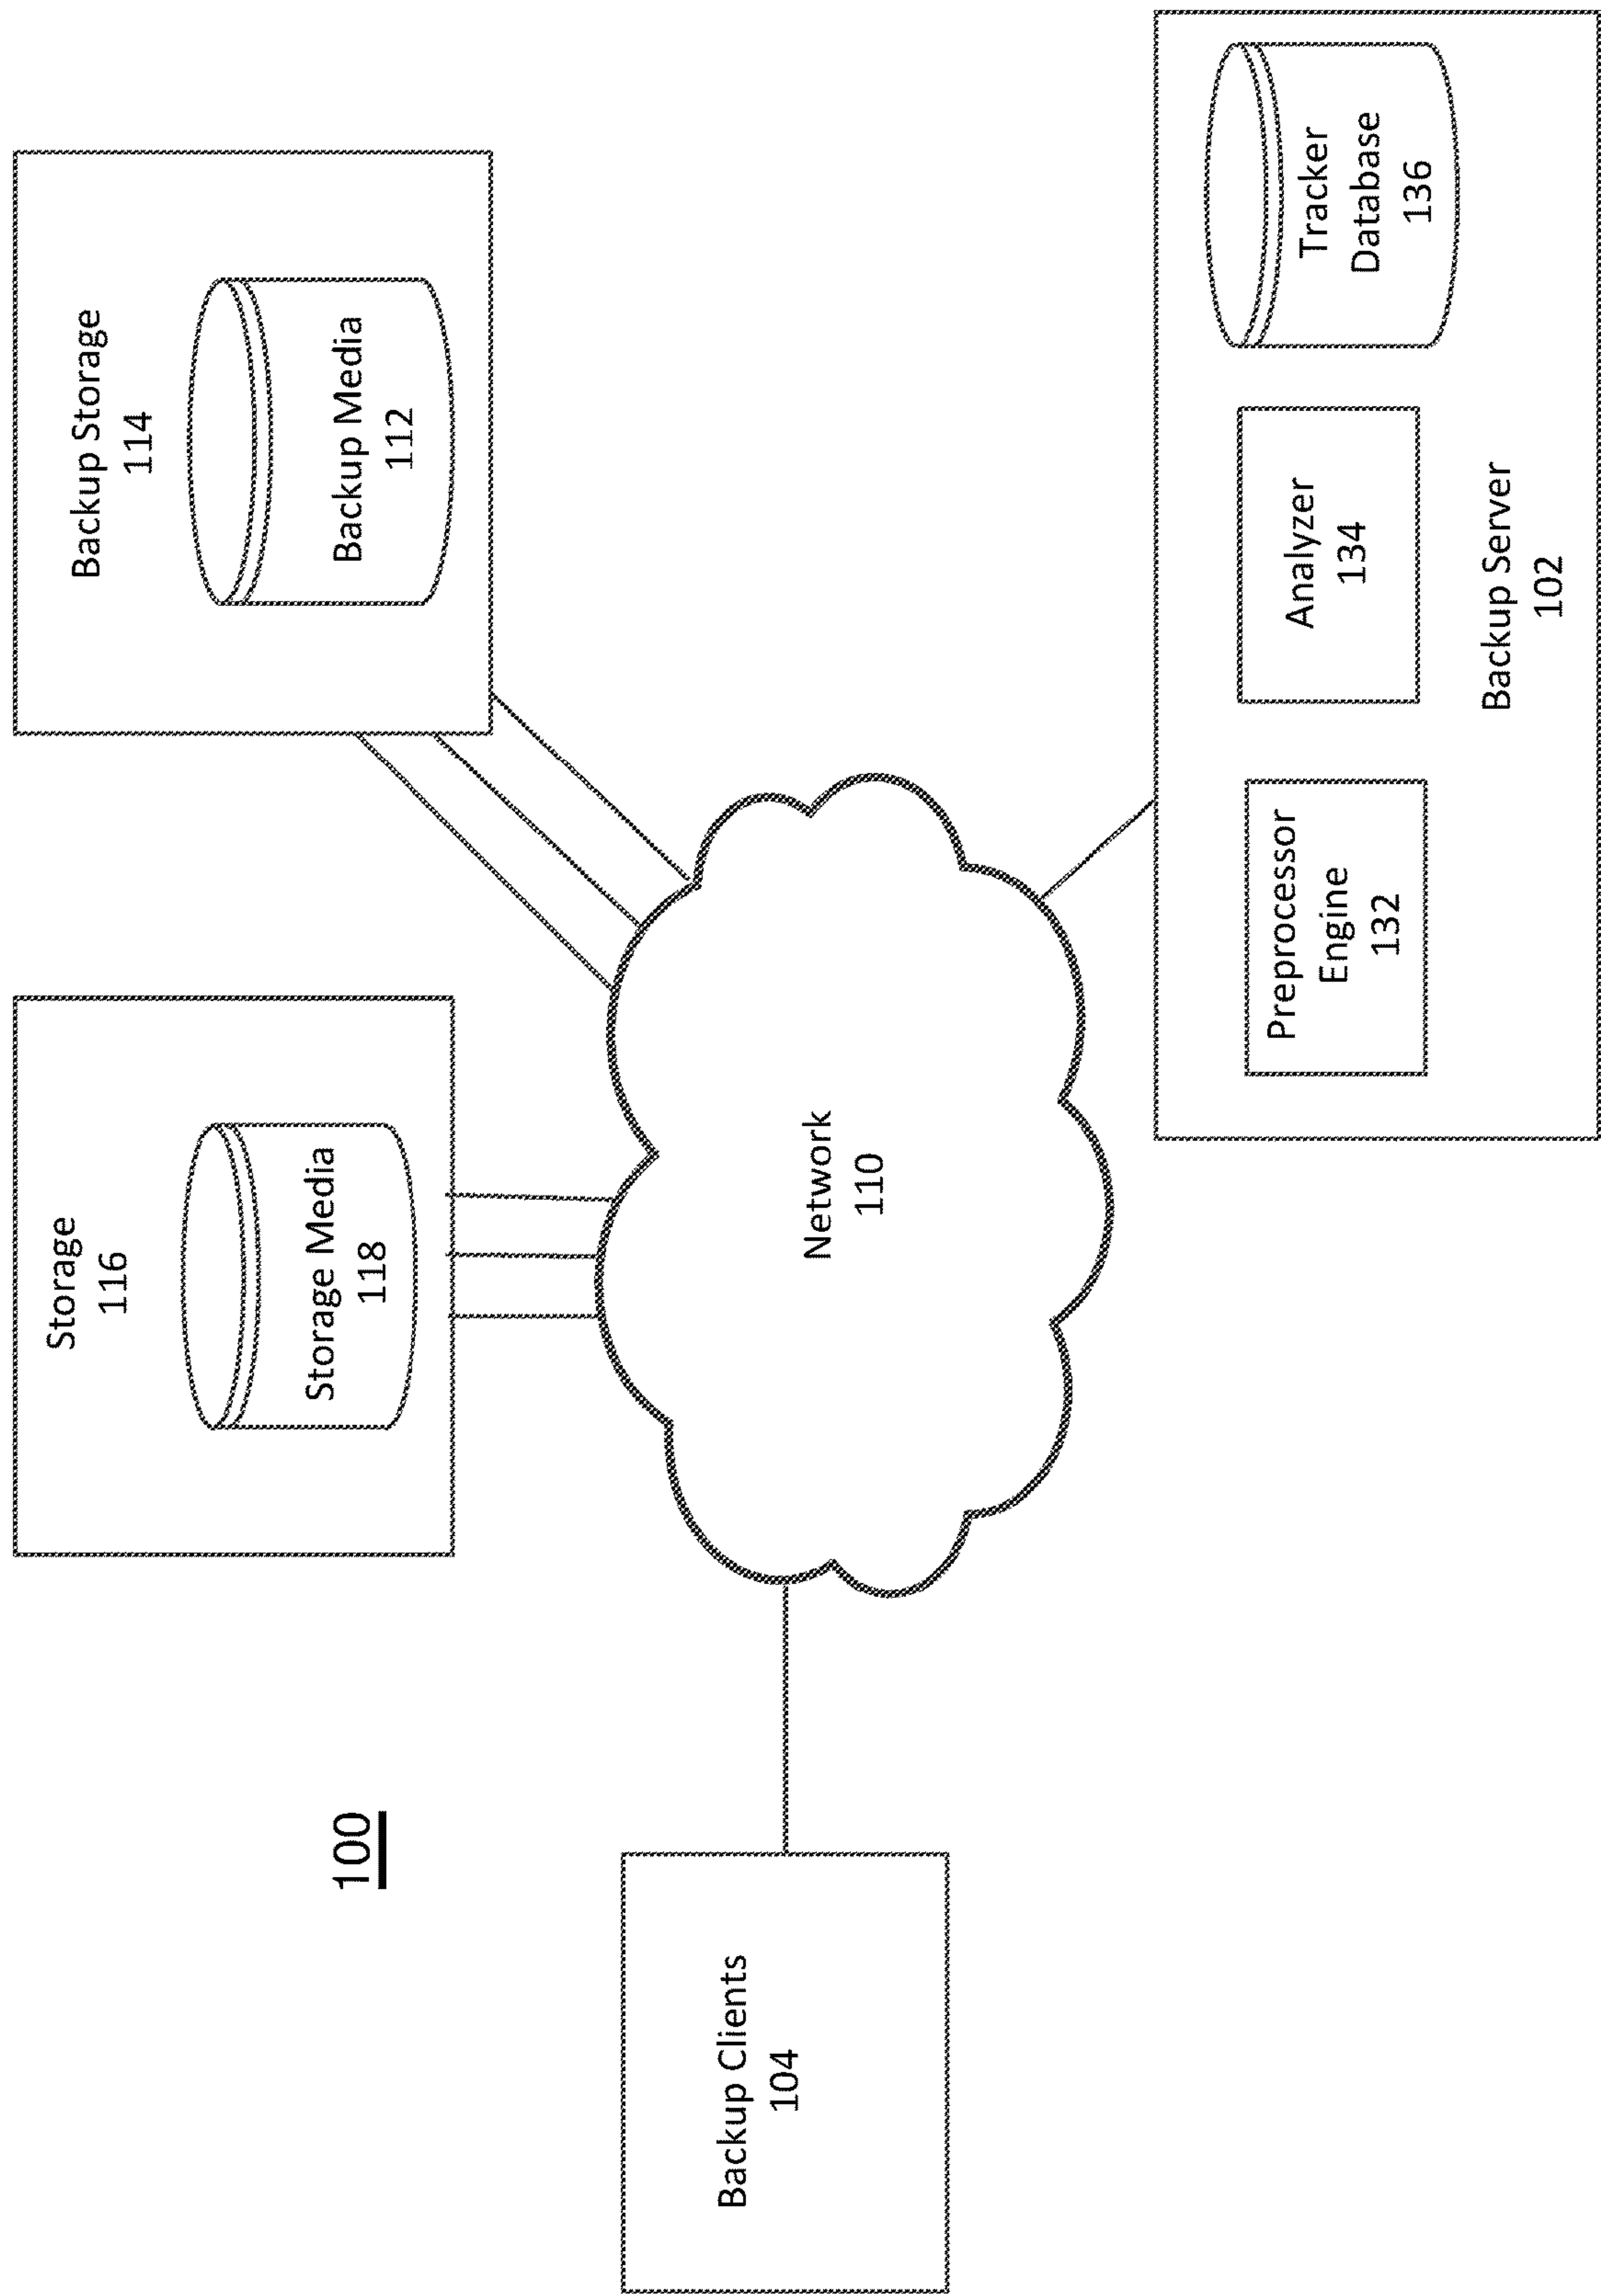 100
Storage
116
Storage Media
118
Backup Storage
114
Backup Media
112
Backup Clients
104
Network
110
Preprocessor
Engine
132
Analyzer
134
Tracker
Database
136
Backup Server
102